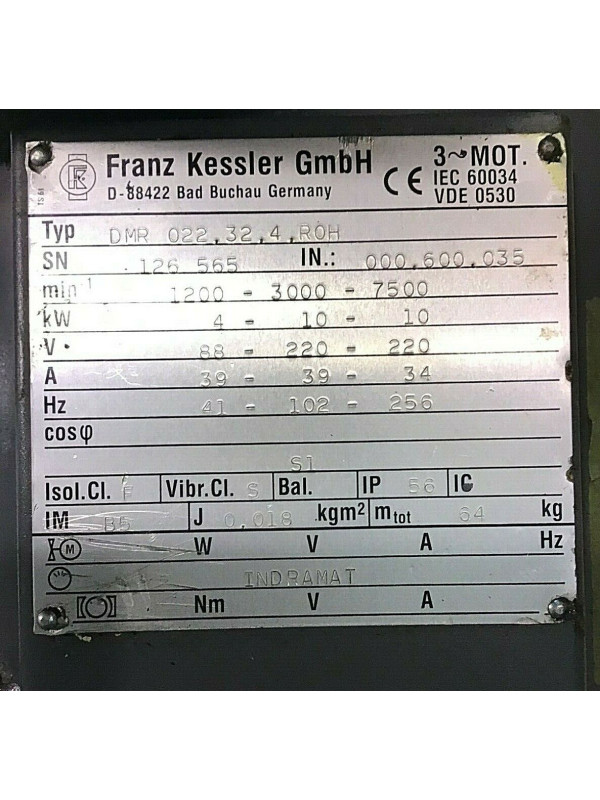 Franz Kessler GmbH
D-88422 Bad Buchau Germany
CE
3~MOT.
IEC 60034
VDE 0530
TS 61
Typ DMR 022.32.4.ROH
SN 126 565 IN.: 000.600.035
min-1 1200 - 3000 - 7500
kW 4 - 10 - 10
V 88 - 220 - 220
A 39 - 39 - 34
Hz 41 - 102 - 256
cosφ
S1
Isol.Cl. F Vibr.Cl. S Bal. IP 56 IC
IM B5 J 0,018 kgm2 mtot 64 kg
M W V A Hz
INDRAMAT
Nm V A